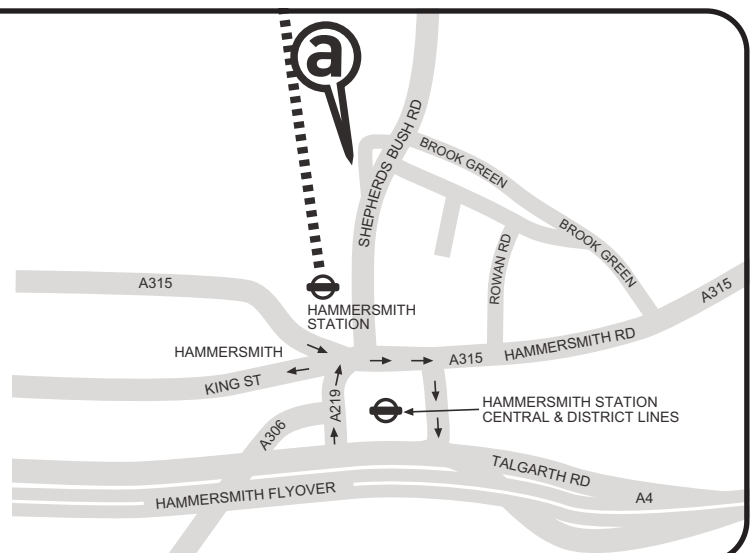 a
SHEPHERDS BUSH RD
BROOK GREEN
BROOK GREEN
ROWAN RD
A315
A315
HAMMERSMITH
STATION
HAMMERSMITH
A315
HAMMERSMITH RD
KING ST
A219
HAMMERSMITH STATION
CENTRAL & DISTRICT LINES
A306
TALGARTH RD
A4
HAMMERSMITH FLYOVER